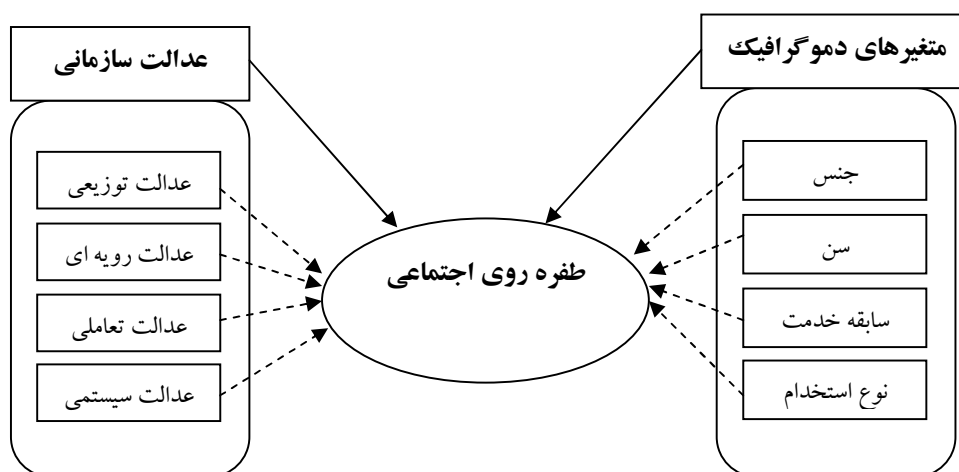 متغیرهای دموگرافیك
عدالت سازمانی
جنس
عدالت توزیعی
سن
عدالت رویه ای
طفره روی اجتماعی
سابقه خدمت
عدالت تعاملی
نوع استخدام
عدالت سیستمی